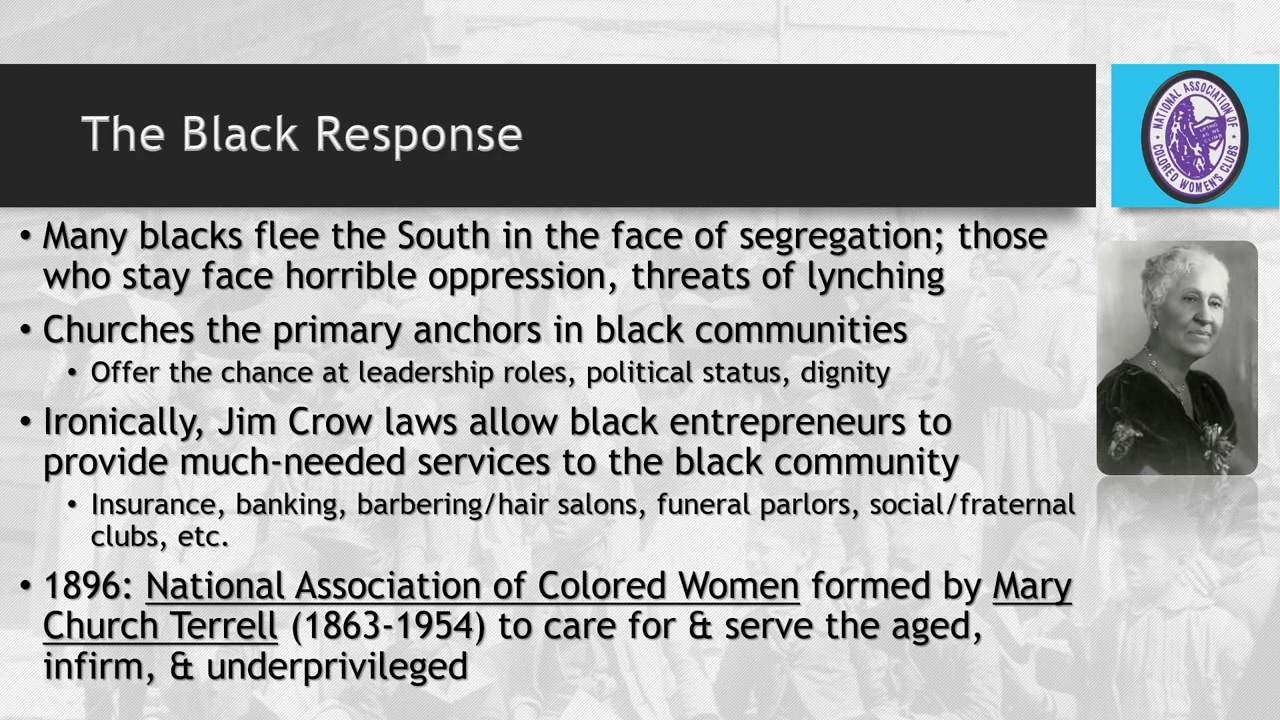 The Black Response
NATIONAL ASSOCIATION OF
COLORED WOMEN'S CLUBS
LIFTING
AS WE
CLIMB
• Many blacks flee the South in the face of segregation; those
who stay face horrible oppression, threats of lynching
• Churches the primary anchors in black communities
• Offer the chance at leadership roles, political status, dignity
• Ironically, Jim Crow laws allow black entrepreneurs to
provide much-needed services to the black community
• Insurance, banking, barbering/hair salons, funeral parlors, social/fraternal
clubs, etc.
• 1896: National Association of Colored Women formed by Mary
Church Terrell (1863-1954) to care for & serve the aged,
infirm, & underprivileged